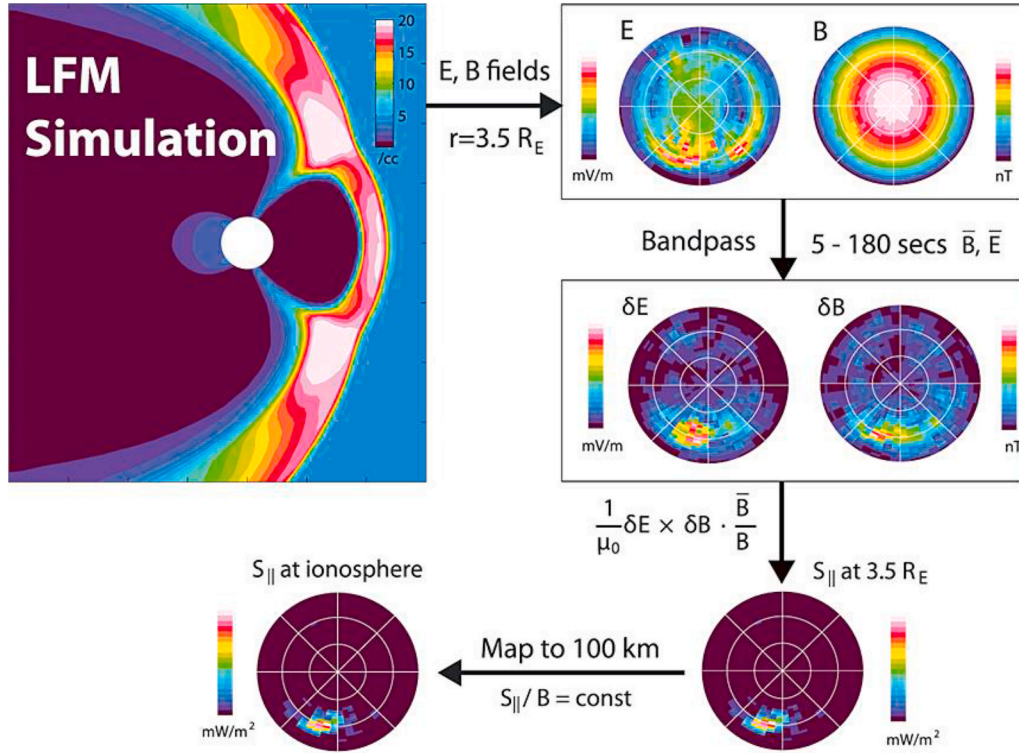 LFM
Simulation
20
15
10
5
/cc
E, B fields
r=3.5 R_E
E
B
mV/m
nT
Bandpass
5 - 180 secs B̅, E̅
δE
δB
mV/m
nT
1/μ₀ δE × δB · B̅/B
S_|| at ionosphere
S_|| at 3.5 R_E
Map to 100 km
S_|| / B = const
mW/m²
mW/m²